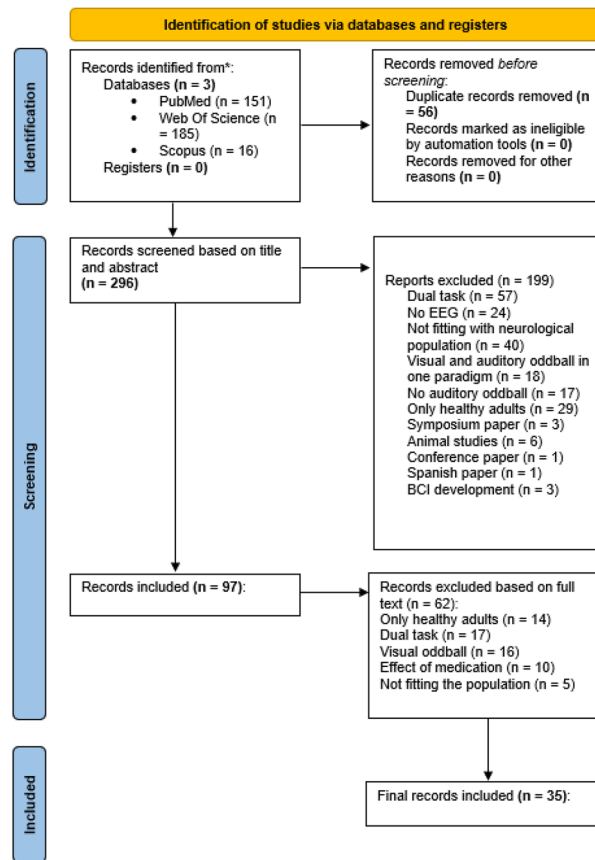 Identification of studies via databases and registers
Identification
Records identified from*:
Databases (n = 3)
• PubMed (n = 151)
• Web Of Science (n
= 185)
• Scopus (n = 16)
Registers (n = 0)
Records removed before
screening:
Duplicate records removed (n
= 56)
Records marked as ineligible
by automation tools (n = 0)
Records removed for other
reasons (n = 0)
Screening
Records screened based on title
and abstract
(n = 296)
Reports excluded (n = 199)
Dual task (n = 57)
No EEG (n = 24)
Not fitting with neurological
population (n = 40)
Visual and auditory oddball in
one paradigm (n = 18)
No auditory oddball (n = 17)
Only healthy adults (n = 29)
Symposium paper (n = 3)
Animal studies (n = 6)
Conference paper (n = 1)
Spanish paper (n = 1)
BCI development (n = 3)
Records included (n = 97):
Records excluded based on full
text (n = 62):
Only healthy adults (n = 14)
Dual task (n = 17)
Visual oddball (n = 16)
Effect of medication (n = 10)
Not fitting the population (n = 5)
Included
Final records included (n = 35):